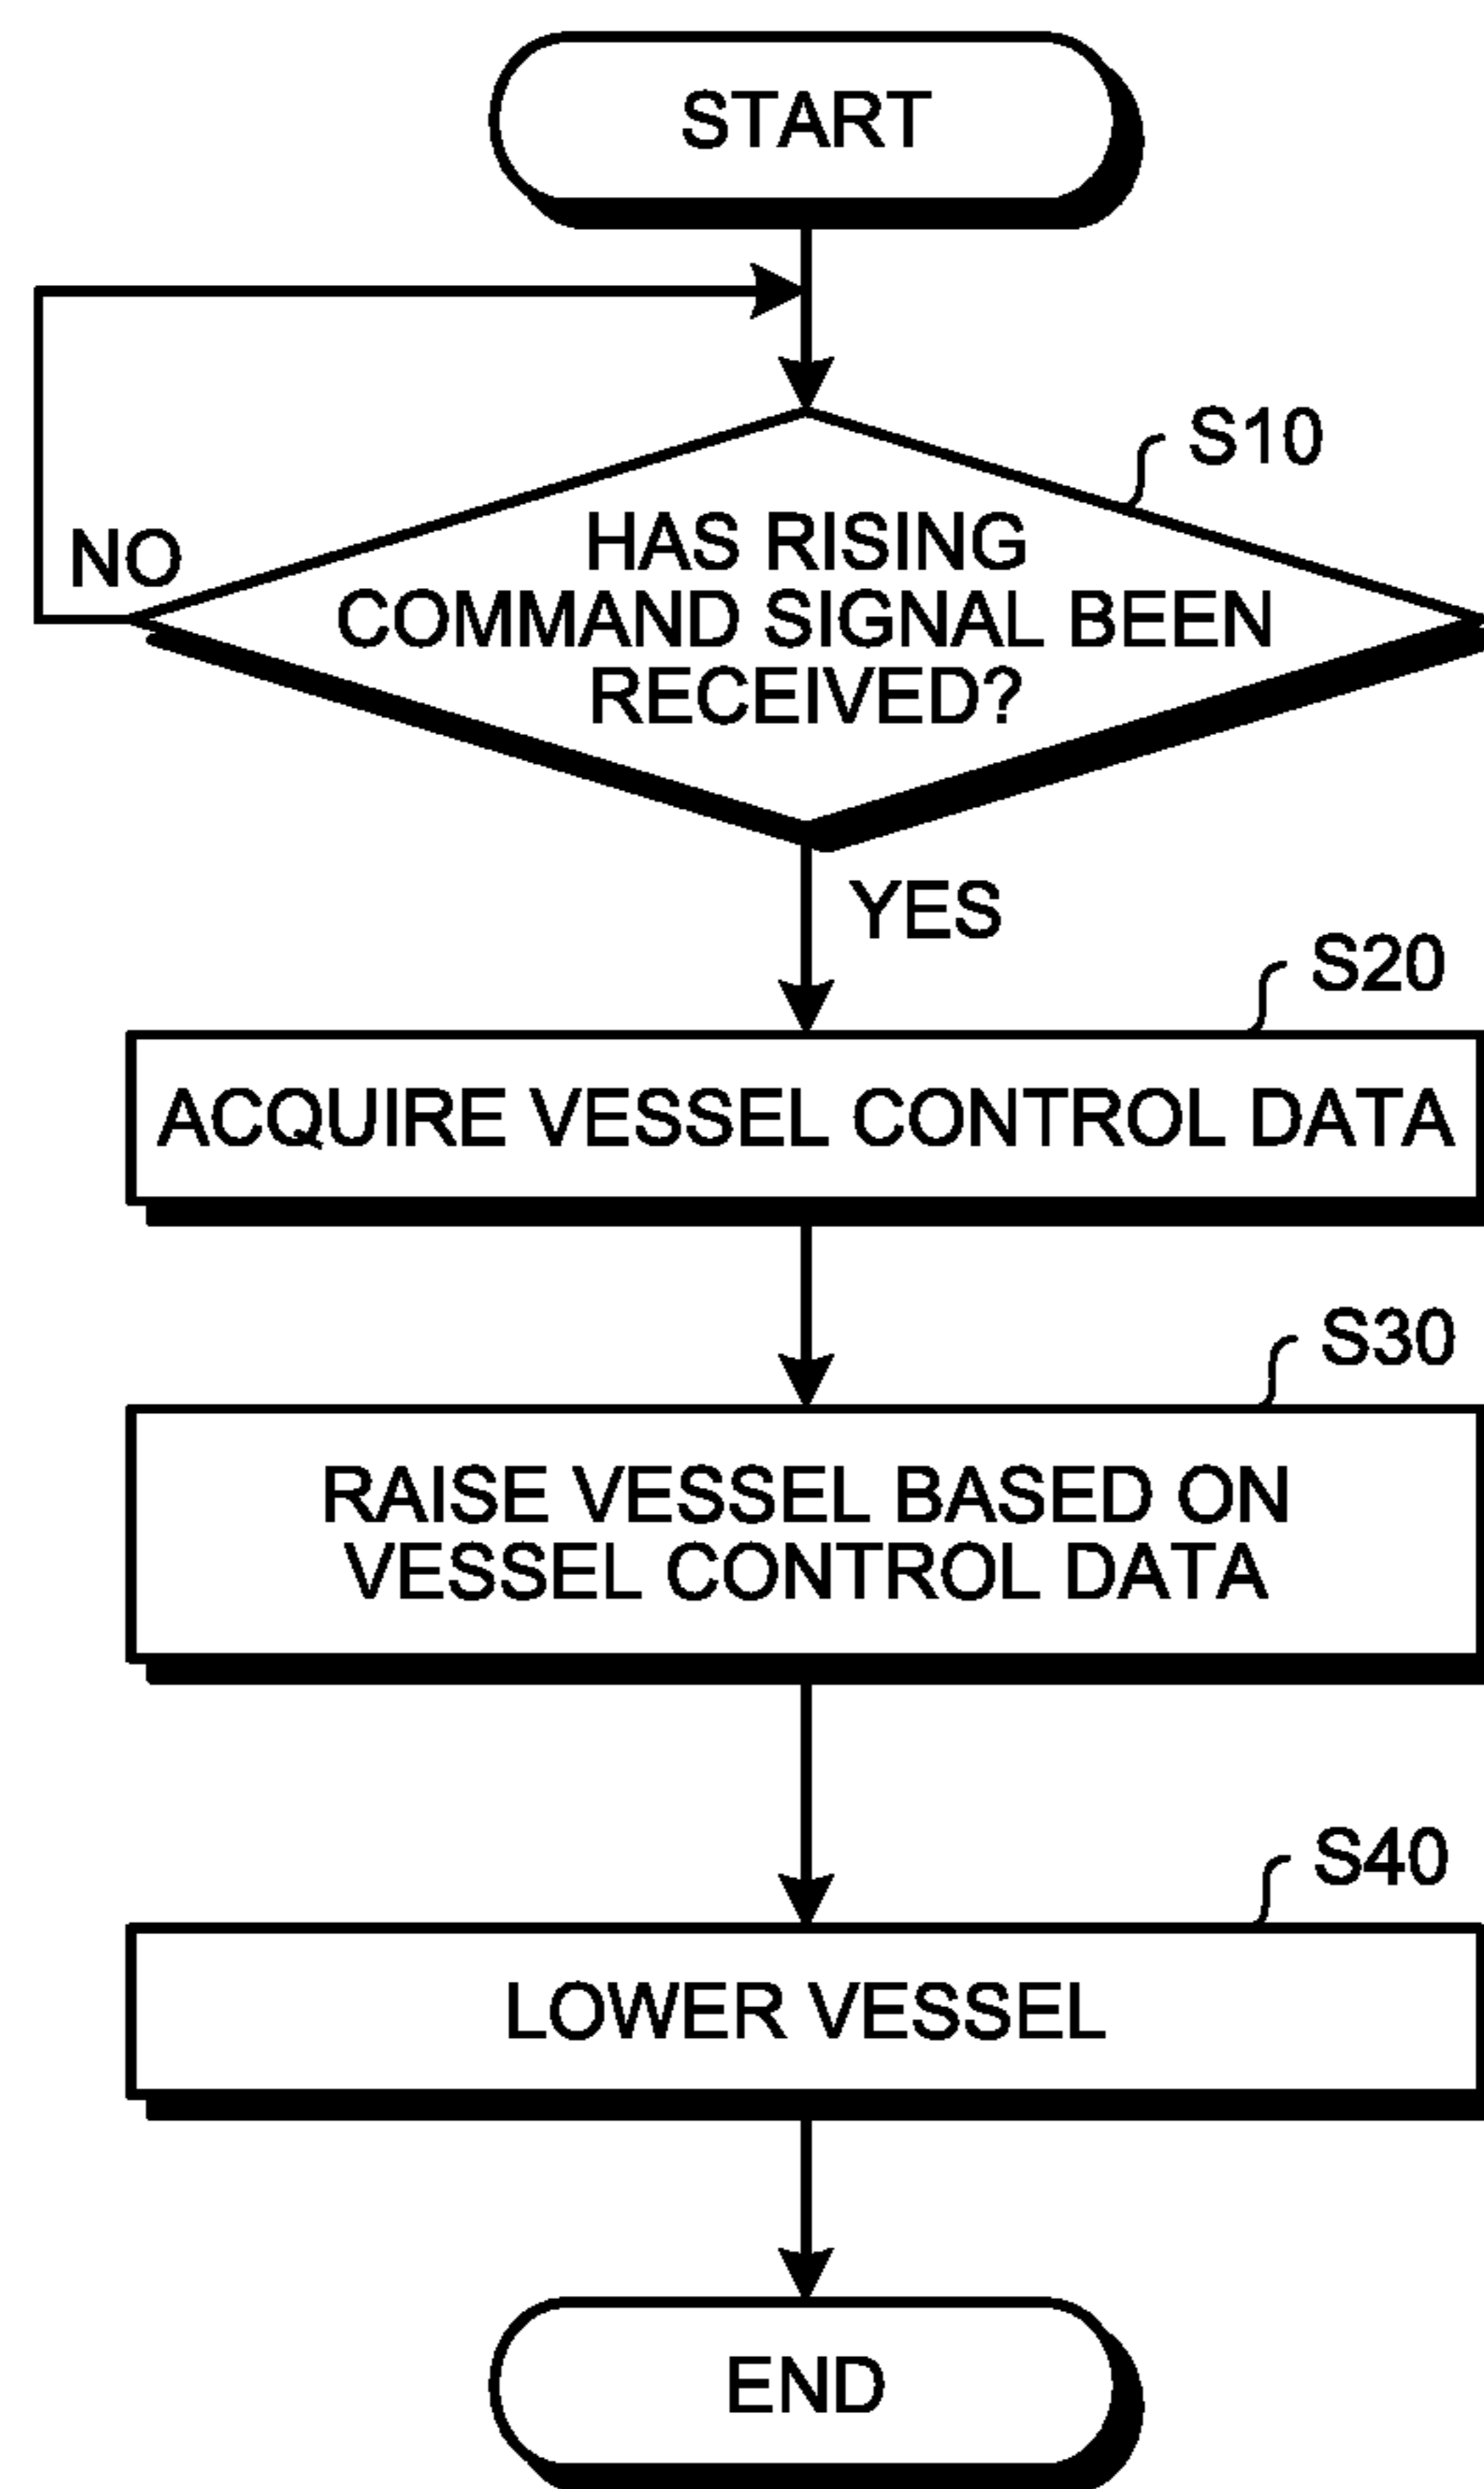 START
S10
HAS RISING
COMMAND SIGNAL BEEN
RECEIVED?
NO
YES
S20
ACQUIRE VESSEL CONTROL DATA
S30
RAISE VESSEL BASED ON
VESSEL CONTROL DATA
S40
LOWER VESSEL
END